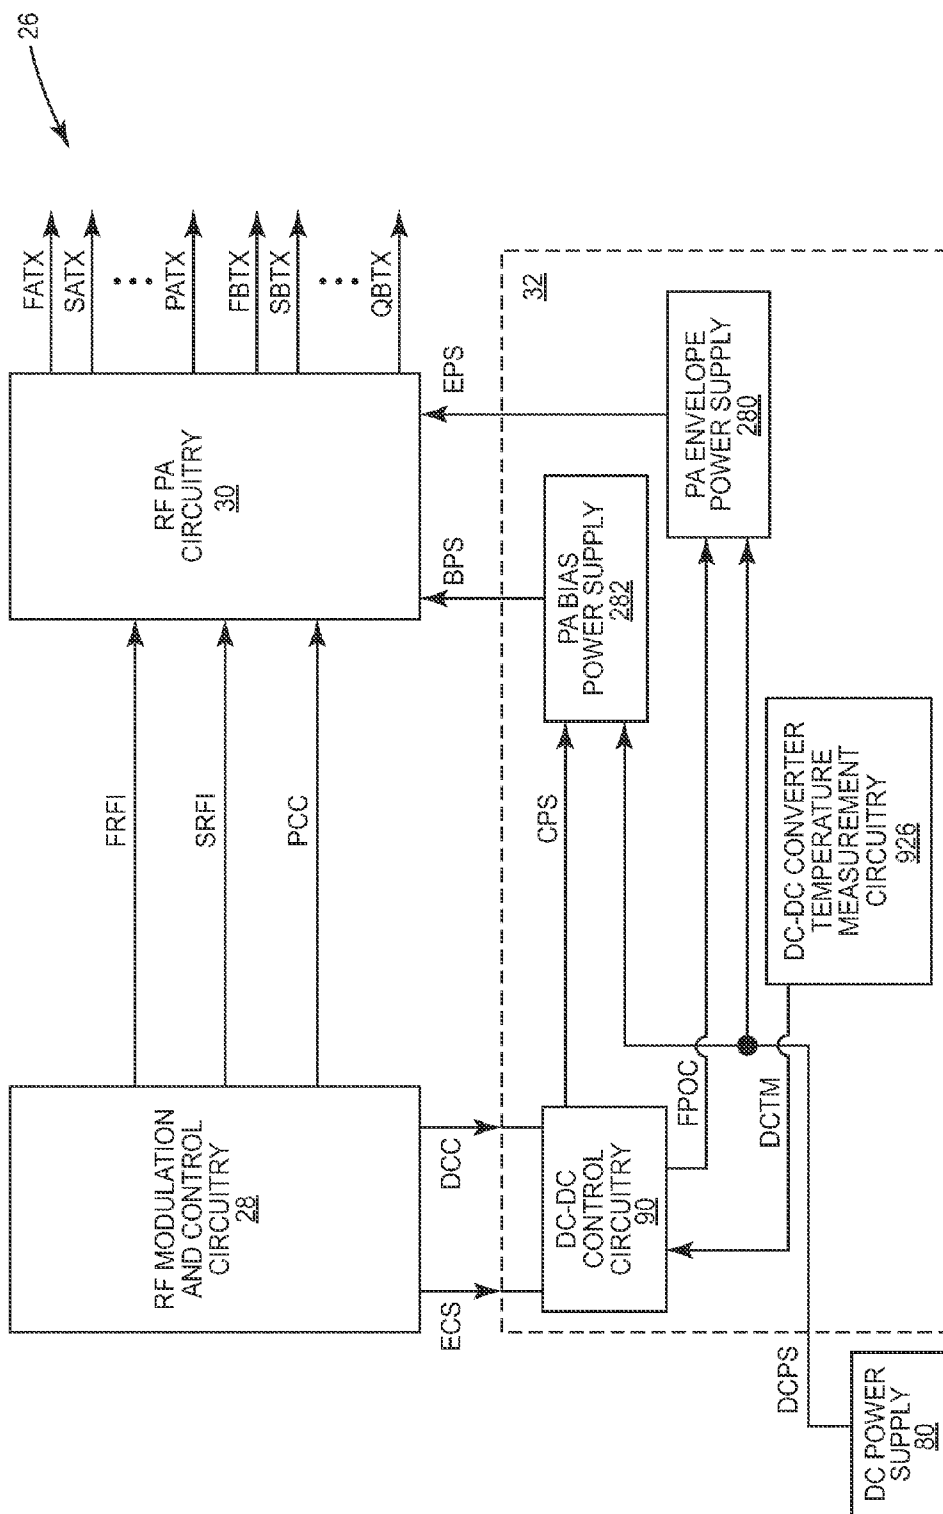 26
FATX
SATX
PATX
FBTX
SBTX
QBTX
RF PA
CIRCUITRY
30
FRFI
SRFI
PCC
RF MODULATION
AND CONTROL
CIRCUITRY
28
EPS
BPS
DCC
ECS
32
PA ENVELOPE
POWER SUPPLY
280
PA BIAS
POWER SUPPLY
282
CPS
DC-DC
CONTROL
CIRCUITRY
90
FPOC
DCTM
DC-DC CONVERTER
TEMPERATURE
MEASUREMENT
CIRCUITRY
926
DCPS
DC POWER
SUPPLY
80